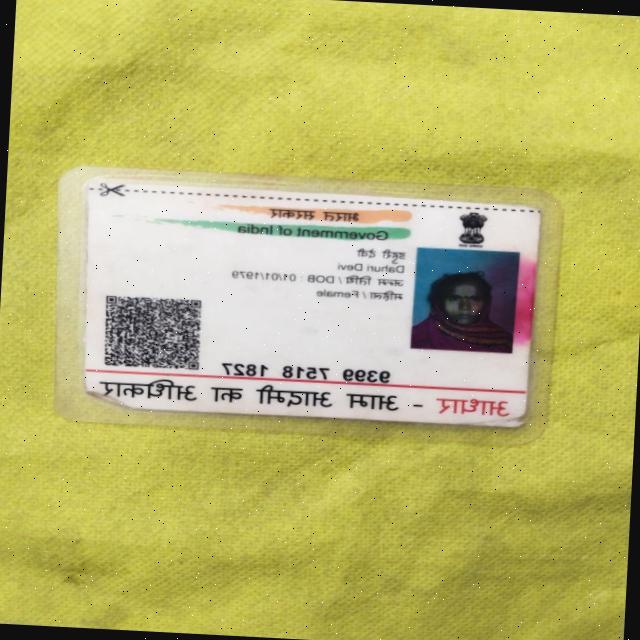 भारत सरकार
Government of India
दहुरी देवी
Dahuri Devi
जन्म तिथि / DOB : 01/01/1979
महिला / Female
9399 7518 1827
आधार - आम आदमी का अधिकार